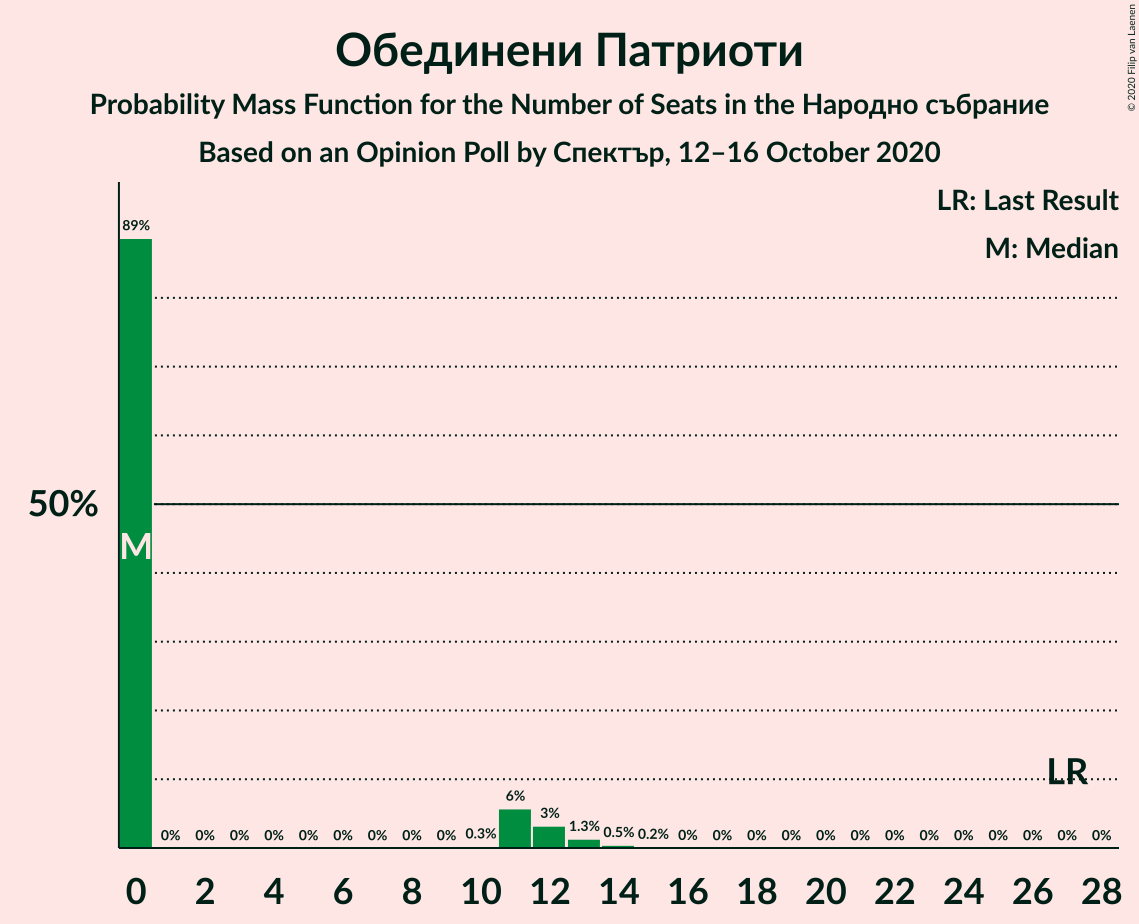 Обединени Патриоти
Probability Mass Function for the Number of Seats in the Народно събрание
Based on an Opinion Poll by Спектър, 12–16 October 2020
© 2020 Filip van Laenen
LR: Last Result
M: Median
89%
50%
M
LR
0% 0% 0% 0% 0% 0% 0% 0% 0% 0.3% 6% 3% 1.3% 0.5% 0.2% 0% 0% 0% 0% 0% 0% 0% 0% 0% 0% 0% 0% 0%
0 2 4 6 8 10 12 14 16 18 20 22 24 26 28